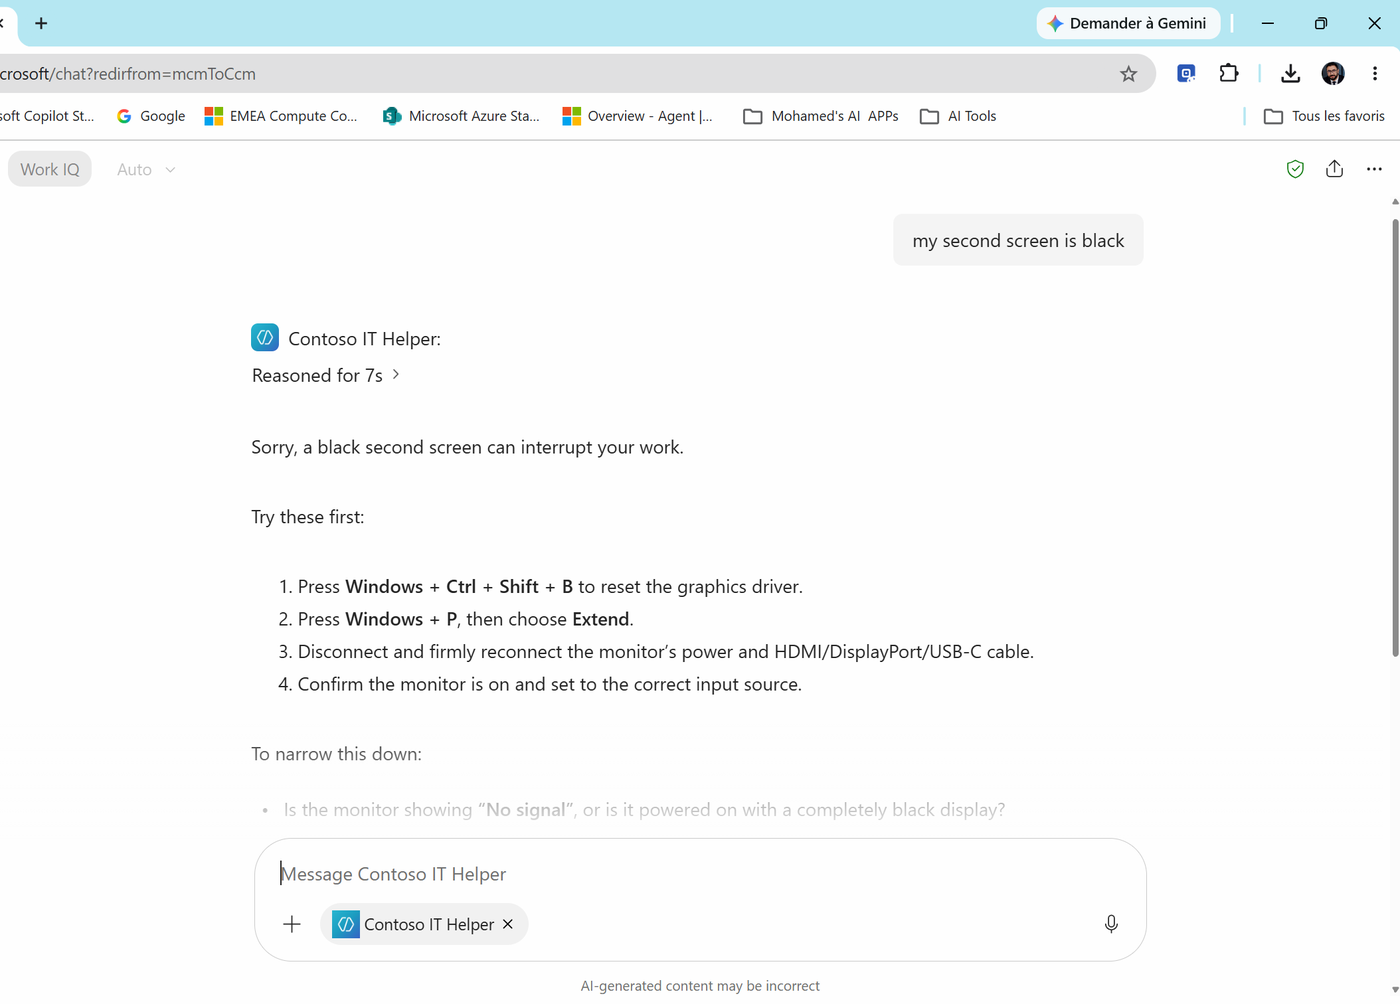 Demander à Gemini
crosoft/chat?redirfrom=mcmToCcm
soft Copilot St... Google EMEA Compute Co... Microsoft Azure Sta... Overview - Agent |... Mohamed's AI APPs AI Tools Tous les favoris
Work IQ Auto
my second screen is black
Contoso IT Helper:
Reasoned for 7s
Sorry, a black second screen can interrupt your work.
Try these first:
1. Press Windows + Ctrl + Shift + B to reset the graphics driver.
2. Press Windows + P, then choose Extend.
3. Disconnect and firmly reconnect the monitor’s power and HDMI/DisplayPort/USB-C cable.
4. Confirm the monitor is on and set to the correct input source.
To narrow this down:
• Is the monitor showing “No signal”, or is it powered on with a completely black display?
Message Contoso IT Helper
Contoso IT Helper
AI-generated content may be incorrect